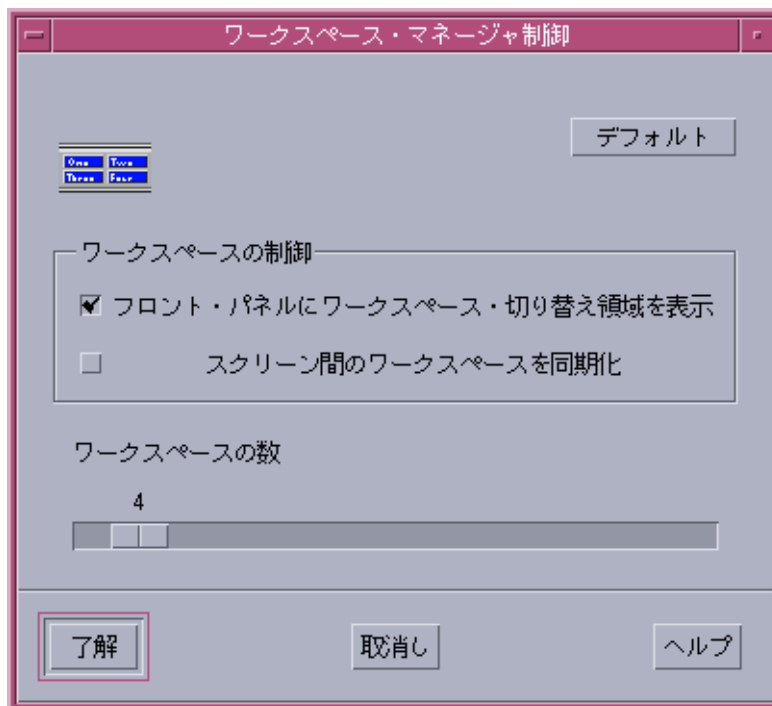 ワークスペース・マネージャ制御
デフォルト
One Two
Three Four
ワークスペースの制御
フロント・パネルにワークスペース・切り替え領域を表示
スクリーン間のワークスペースを同期化
ワークスペースの数
4
了解 取消し ヘルプ